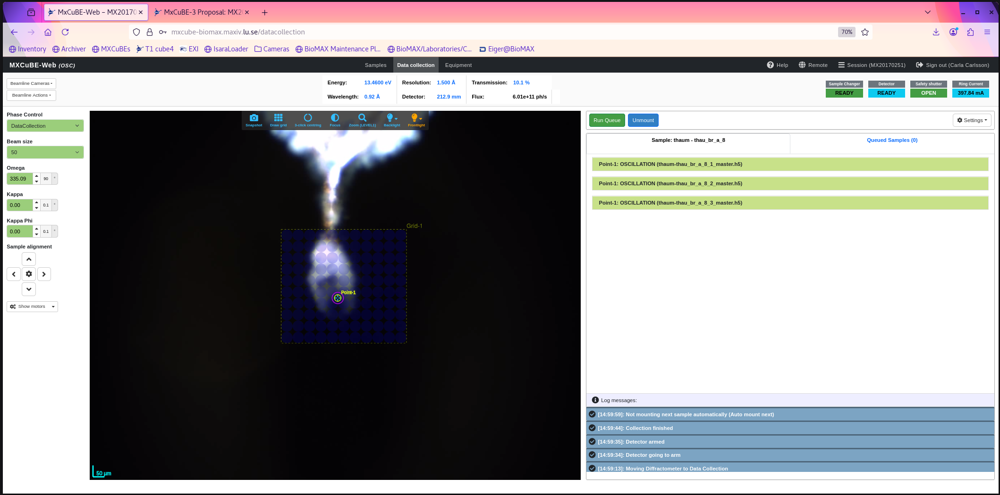 MxCuBE-Web – MX20170
MxCuBE-3 Proposal: MX2
mxcube-biomax.maxiv.lu.se/datacollection
70%
Inventory
Archiver
MXCuBEs
T1 cube4
EXI
IsaraLoader
Cameras
BioMAX Maintenance Pl...
BioMAX/Laboratories/C...
Eiger@BioMAX
MXCuBE-Web (OSC)
Samples
Data collection
Equipment
Help
Remote
Session (MX20170251)
Sign out (Carla Carlsson)
Beamline Cameras
Beamline Actions
Energy: 13.4600 eV
Resolution: 1.500 Å
Transmission: 10.1 %
Wavelength: 0.92 Å
Detector: 212.9 mm
Flux: 6.01e+11 ph/s
Sample Changer
READY
Detector
READY
Safety shutter
OPEN
Ring Current
397.84 mA
Phase Control
DataCollection
Beam size
50
Omega
335.09 90 °
Kappa
0.00 0.1 °
Kappa Phi
0.00 0.1 °
Sample alignment
Show motors
Snapshot
Draw grid
3-click centring
Focus
Zoom (LEVEL1)
Backlight
Frontlight
Grid-1
Point-1
50 µm
Run Queue
Unmount
Settings
Sample: thaum - thau_br_a_8
Queued Samples (0)
Point-1: OSCILLATION (thaum-thau_br_a_8_1_master.h5)
Point-1: OSCILLATION (thaum-thau_br_a_8_2_master.h5)
Point-1: OSCILLATION (thaum-thau_br_a_8_3_master.h5)
Log messages:
[14:59:59]: Not mounting next sample automatically (Auto mount next)
[14:59:44]: Collection finished
[14:59:35]: Detector armed
[14:59:34]: Detector going to arm
[14:59:13]: Moving Diffractometer to Data Collection